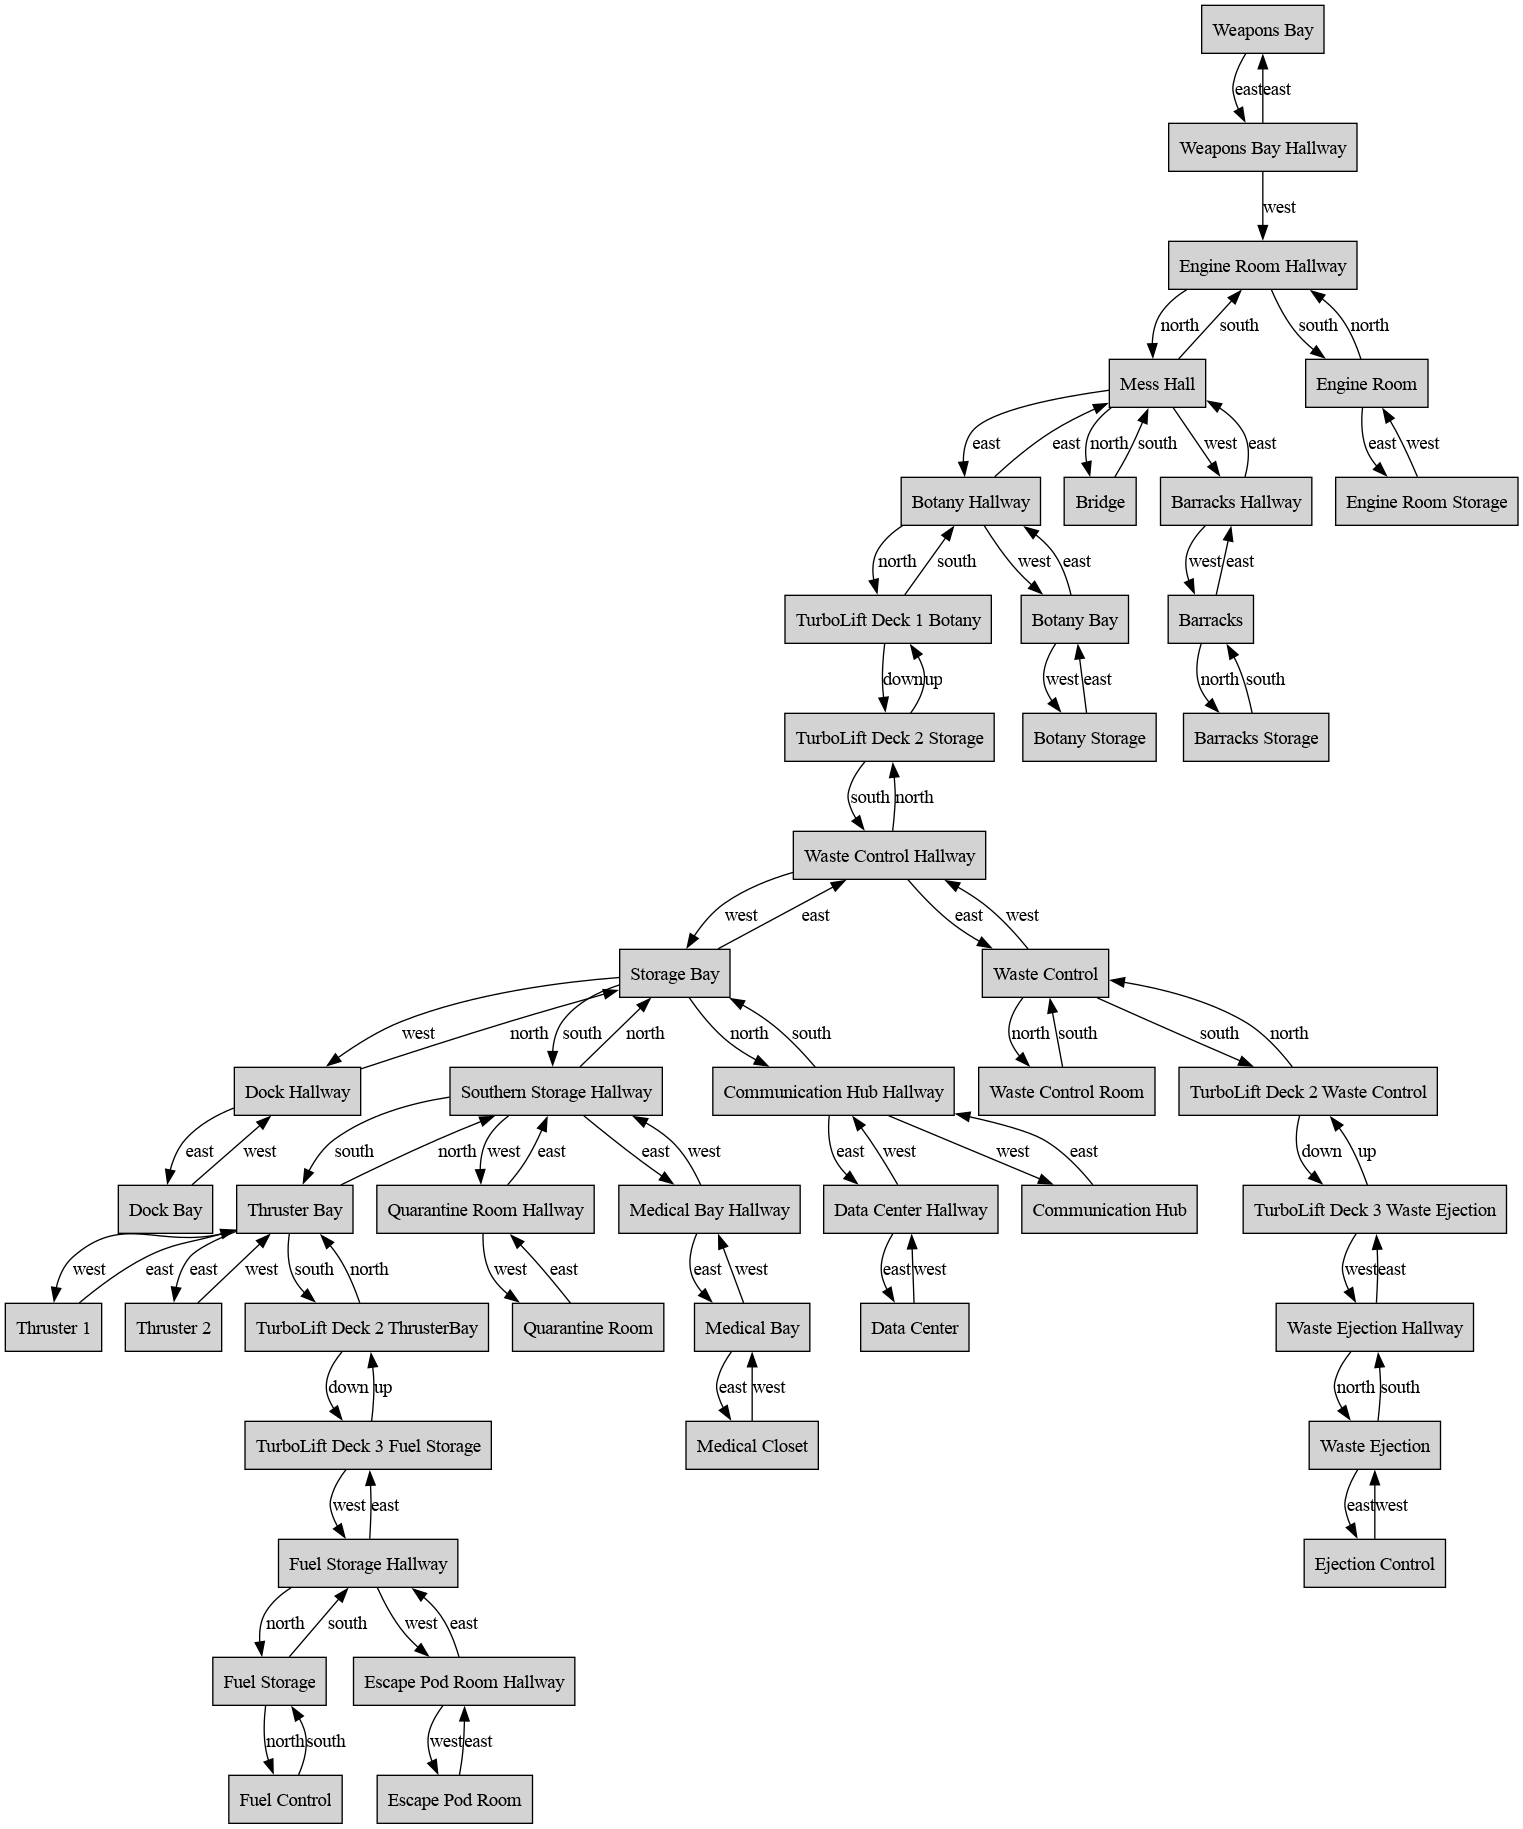 Weapons Bay
east east
Weapons Bay Hallway
west
Engine Room Hallway
north south south north
Mess Hall Engine Room
east east north south west east east west
Botany Hallway Bridge Barracks Hallway Engine Room Storage
north south west east west east
TurboLift Deck 1 Botany Botany Bay Barracks
down up west east north south
TurboLift Deck 2 Storage Botany Storage Barracks Storage
south north
Waste Control Hallway
west east east west
Storage Bay Waste Control
west north south north north south north south south north
Dock Hallway Southern Storage Hallway Communication Hub Hallway Waste Control Room TurboLift Deck 2 Waste Control
east west south north west east east west east west west east down up
Dock Bay Thruster Bay Quarantine Room Hallway Medical Bay Hallway Data Center Hallway Communication Hub TurboLift Deck 3 Waste Ejection
west east east west south north west east east west east west west east
Thruster 1 Thruster 2 TurboLift Deck 2 ThrusterBay Quarantine Room Medical Bay Data Center Waste Ejection Hallway
down up east west north south
TurboLift Deck 3 Fuel Storage Medical Closet Waste Ejection
west east east west
Fuel Storage Hallway Ejection Control
north south west east
Fuel Storage Escape Pod Room Hallway
north south west east
Fuel Control Escape Pod Room